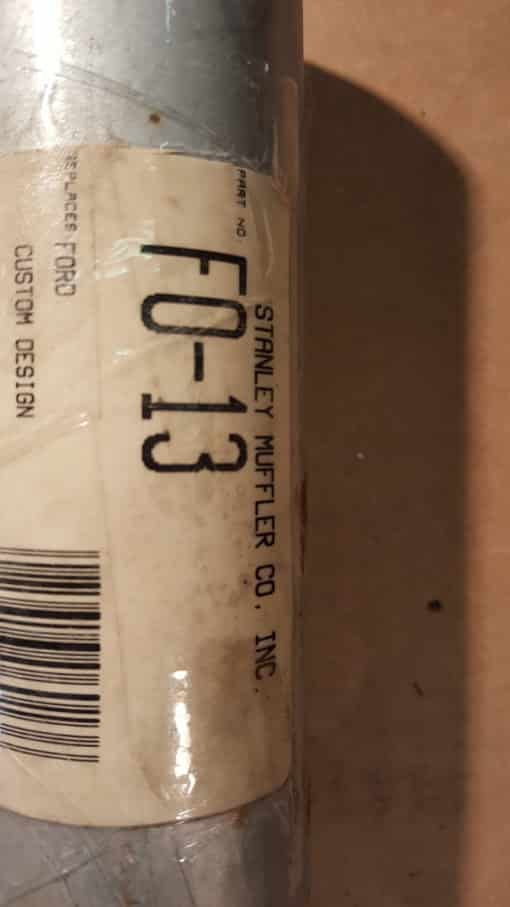 STANLEY MUFFLER CO. INC.
PART NO.
FO-13
REPLACES FORD
CUSTOM DESIGN